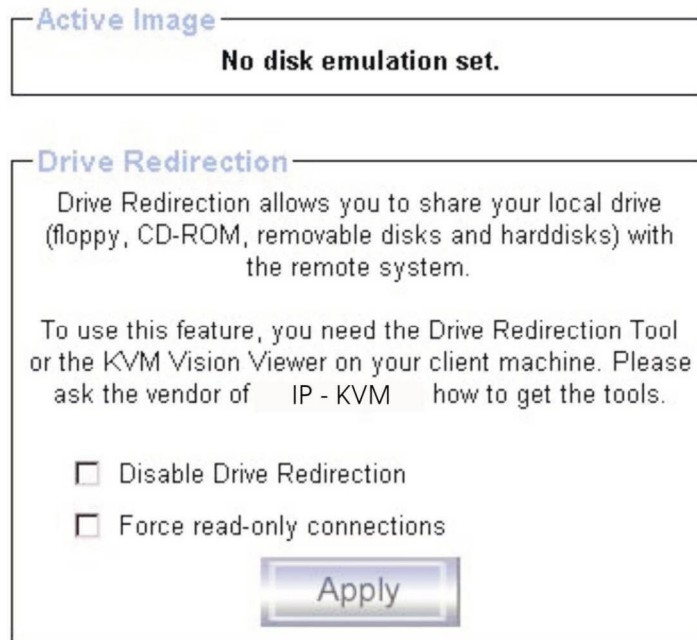 Active Image
No disk emulation set.
Drive Redirection
Drive Redirection allows you to share your local drive
(floppy, CD-ROM, removable disks and harddisks) with
the remote system.
To use this feature, you need the Drive Redirection Tool
or the KVM Vision Viewer on your client machine. Please
ask the vendor of IP - KVM how to get the tools.
Disable Drive Redirection
Force read-only connections
Apply